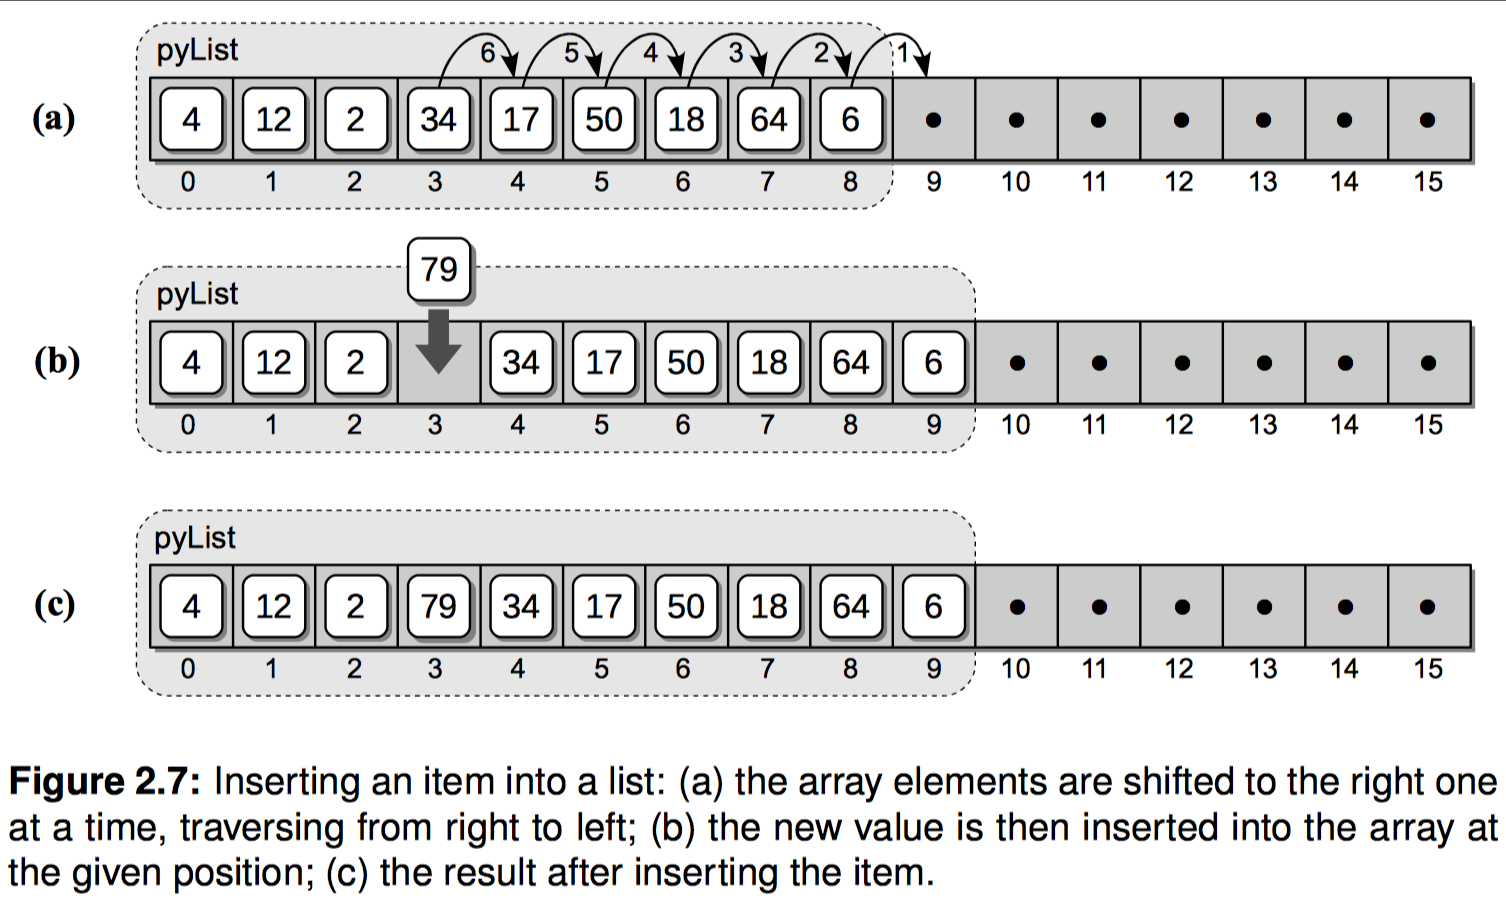 pyList
6 5 4 3 2 1
(a) 4 12 2 34 17 50 18 64 6
0 1 2 3 4 5 6 7 8 9 10 11 12 13 14 15
79
pyList
(b) 4 12 2 34 17 50 18 64 6
0 1 2 3 4 5 6 7 8 9 10 11 12 13 14 15
pyList
(c) 4 12 2 79 34 17 50 18 64 6
0 1 2 3 4 5 6 7 8 9 10 11 12 13 14 15
Figure 2.7: Inserting an item into a list: (a) the array elements are shifted to the right one
at a time, traversing from right to left; (b) the new value is then inserted into the array at
the given position; (c) the result after inserting the item.